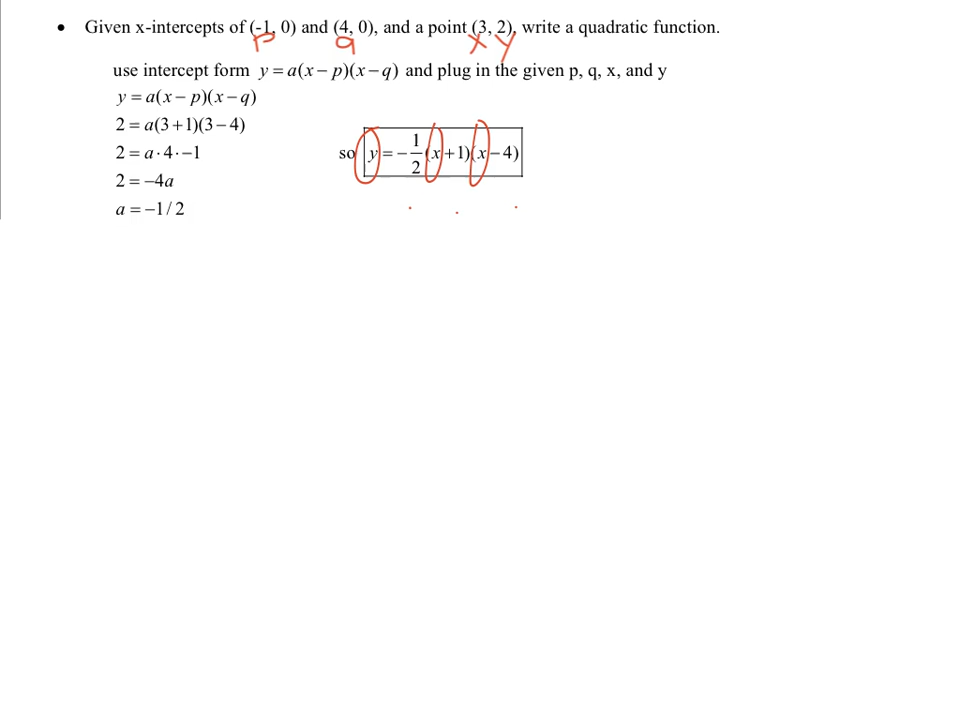 • Given x-intercepts of (-1, 0) and (4, 0), and a point (3, 2), write a quadratic function.
p q x y
use intercept form y = a(x − p)(x − q) and plug in the given p, q, x, and y
y = a(x − p)(x − q)
2 = a(3 + 1)(3 − 4)
2 = a · 4 · −1
so y = −1/2 (x + 1)(x − 4)
2 = −4a
a = −1/2